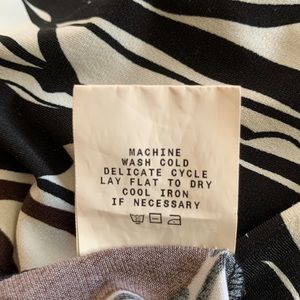 MACHINE
WASH COLD
DELICATE CYCLE
LAY FLAT TO DRY
COOL IRON
IF NECESSARY